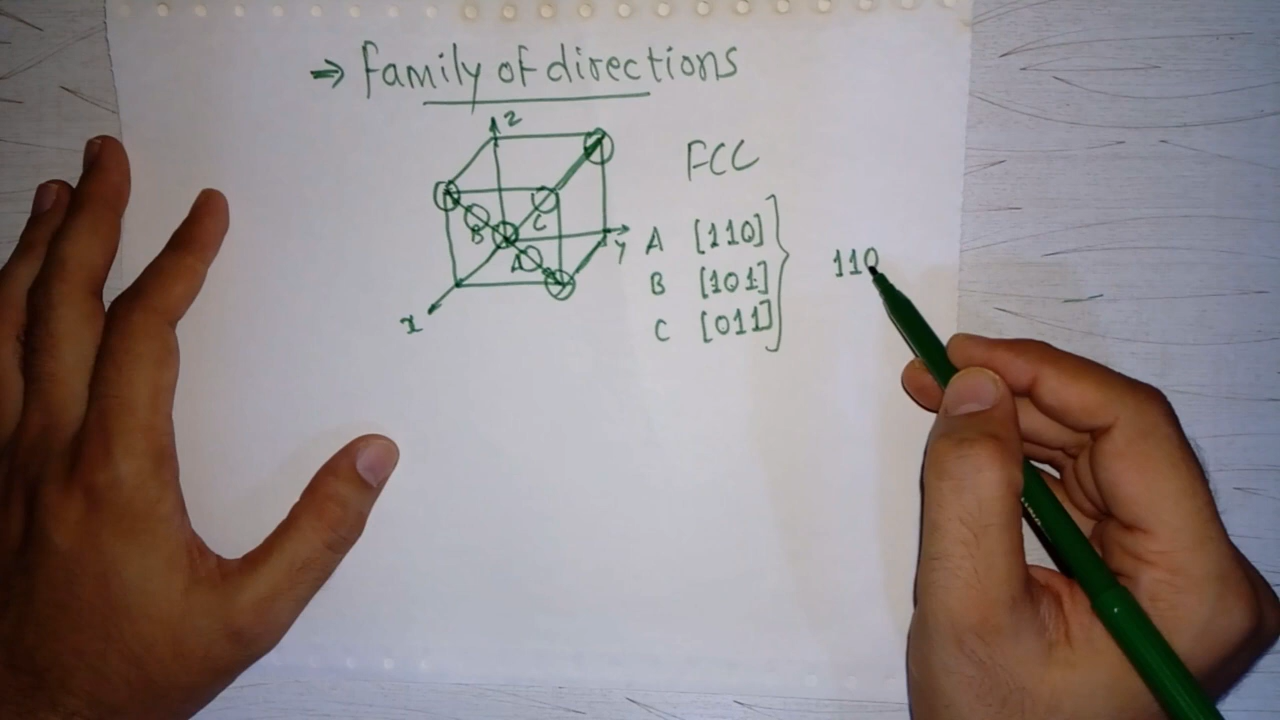 ⇒ family of directions
z
FCC
B C
A
y
x
A [110]
B [101]
C [011]
110